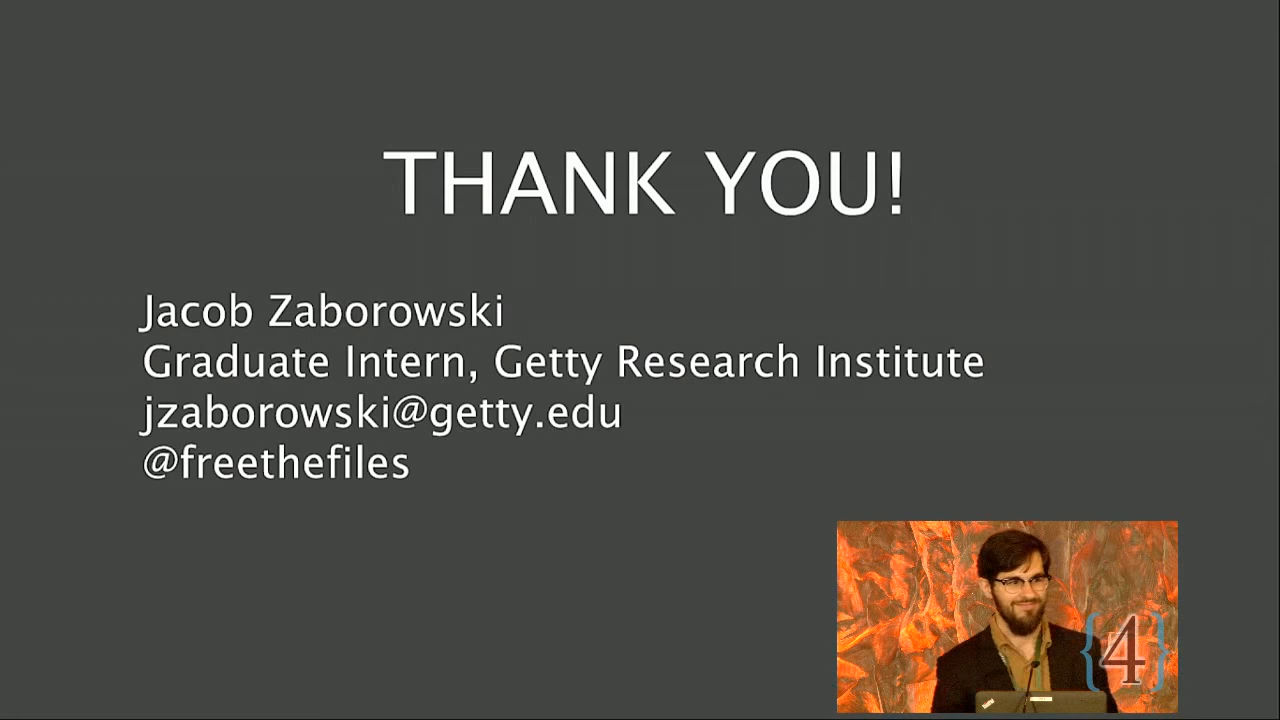 THANK YOU!
Jacob Zaborowski
Graduate Intern, Getty Research Institute
jzaborowski@getty.edu
@freethefiles
{4}